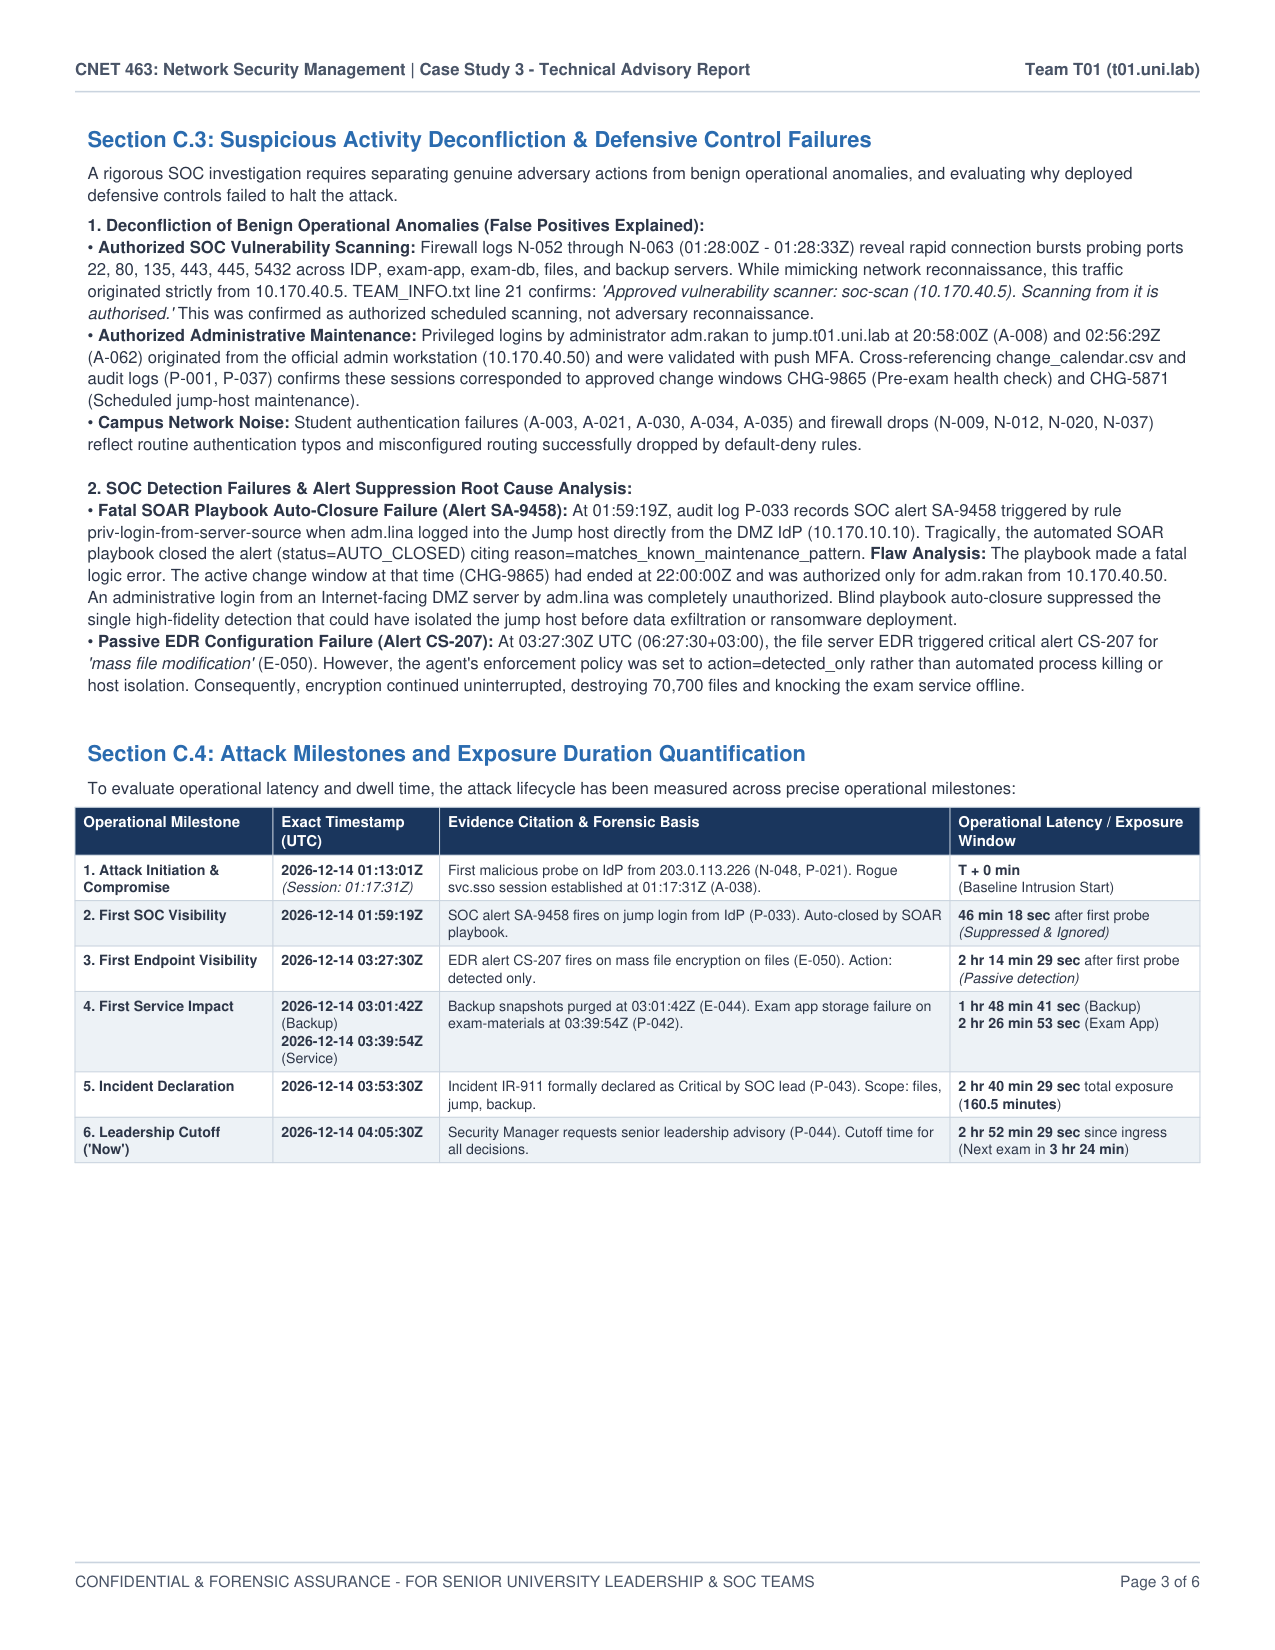 CNET 463: Network Security Management | Case Study 3 - Technical Advisory Report
Team T01 (t01.uni.lab)
Section C.3: Suspicious Activity Deconfliction & Defensive Control Failures
A rigorous SOC investigation requires separating genuine adversary actions from benign operational anomalies, and evaluating why deployed
defensive controls failed to halt the attack.
1. Deconfliction of Benign Operational Anomalies (False Positives Explained):
• Authorized SOC Vulnerability Scanning: Firewall logs N-052 through N-063 (01:28:00Z - 01:28:33Z) reveal rapid connection bursts probing ports
22, 80, 135, 443, 445, 5432 across IDP, exam-app, exam-db, files, and backup servers. While mimicking network reconnaissance, this traffic
originated strictly from 10.170.40.5. TEAM_INFO.txt line 21 confirms: 'Approved vulnerability scanner: soc-scan (10.170.40.5). Scanning from it is
authorised.' This was confirmed as authorized scheduled scanning, not adversary reconnaissance.
• Authorized Administrative Maintenance: Privileged logins by administrator adm.rakan to jump.t01.uni.lab at 20:58:00Z (A-008) and 02:56:29Z
(A-062) originated from the official admin workstation (10.170.40.50) and were validated with push MFA. Cross-referencing change_calendar.csv and
audit logs (P-001, P-037) confirms these sessions corresponded to approved change windows CHG-9865 (Pre-exam health check) and CHG-5871
(Scheduled jump-host maintenance).
• Campus Network Noise: Student authentication failures (A-003, A-021, A-030, A-034, A-035) and firewall drops (N-009, N-012, N-020, N-037)
reflect routine authentication typos and misconfigured routing successfully dropped by default-deny rules.
2. SOC Detection Failures & Alert Suppression Root Cause Analysis:
• Fatal SOAR Playbook Auto-Closure Failure (Alert SA-9458): At 01:59:19Z, audit log P-033 records SOC alert SA-9458 triggered by rule
priv-login-from-server-source when adm.lina logged into the Jump host directly from the DMZ IdP (10.170.10.10). Tragically, the automated SOAR
playbook closed the alert (status=AUTO_CLOSED) citing reason=matches_known_maintenance_pattern. Flaw Analysis: The playbook made a fatal
logic error. The active change window at that time (CHG-9865) had ended at 22:00:00Z and was authorized only for adm.rakan from 10.170.40.50.
An administrative login from an Internet-facing DMZ server by adm.lina was completely unauthorized. Blind playbook auto-closure suppressed the
single high-fidelity detection that could have isolated the jump host before data exfiltration or ransomware deployment.
• Passive EDR Configuration Failure (Alert CS-207): At 03:27:30Z UTC (06:27:30+03:00), the file server EDR triggered critical alert CS-207 for
'mass file modification' (E-050). However, the agent's enforcement policy was set to action=detected_only rather than automated process killing or
host isolation. Consequently, encryption continued uninterrupted, destroying 70,700 files and knocking the exam service offline.
Section C.4: Attack Milestones and Exposure Duration Quantification
To evaluate operational latency and dwell time, the attack lifecycle has been measured across precise operational milestones:
Operational Milestone
Exact Timestamp
(UTC)
Evidence Citation & Forensic Basis
Operational Latency / Exposure
Window
1. Attack Initiation &
Compromise
2026-12-14 01:13:01Z
(Session: 01:17:31Z)
First malicious probe on IdP from 203.0.113.226 (N-048, P-021). Rogue
svc.sso session established at 01:17:31Z (A-038).
T + 0 min
(Baseline Intrusion Start)
2. First SOC Visibility
2026-12-14 01:59:19Z
SOC alert SA-9458 fires on jump login from IdP (P-033). Auto-closed by SOAR
playbook.
46 min 18 sec after first probe
(Suppressed & Ignored)
3. First Endpoint Visibility
2026-12-14 03:27:30Z
EDR alert CS-207 fires on mass file encryption on files (E-050). Action:
detected only.
2 hr 14 min 29 sec after first probe
(Passive detection)
4. First Service Impact
2026-12-14 03:01:42Z
(Backup)
2026-12-14 03:39:54Z
(Service)
Backup snapshots purged at 03:01:42Z (E-044). Exam app storage failure on
exam-materials at 03:39:54Z (P-042).
1 hr 48 min 41 sec (Backup)
2 hr 26 min 53 sec (Exam App)
5. Incident Declaration
2026-12-14 03:53:30Z
Incident IR-911 formally declared as Critical by SOC lead (P-043). Scope: files,
jump, backup.
2 hr 40 min 29 sec total exposure
(160.5 minutes)
6. Leadership Cutoff
('Now')
2026-12-14 04:05:30Z
Security Manager requests senior leadership advisory (P-044). Cutoff time for
all decisions.
2 hr 52 min 29 sec since ingress
(Next exam in 3 hr 24 min)
CONFIDENTIAL & FORENSIC ASSURANCE - FOR SENIOR UNIVERSITY LEADERSHIP & SOC TEAMS
Page 3 of 6